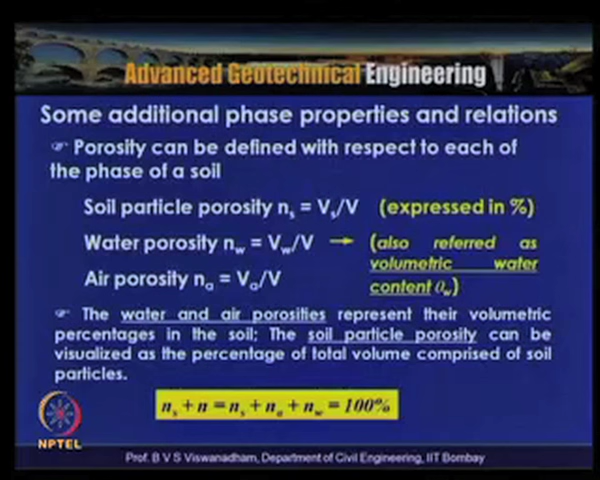 Advanced Geotechnical Engineering
Some additional phase properties and relations
☞ Porosity can be defined with respect to each of
the phase of a soil
Soil particle porosity nₛ = Vₛ/V (expressed in %)
Water porosity n_w = V_w/V → (also referred as
volumetric water
content θ_w)
Air porosity nₐ = Vₐ/V
☞ The water and air porosities represent their volumetric
percentages in the soil; The soil particle porosity can be
visualized as the percentage of total volume comprised of soil
particles.
nₛ + n = nₛ + nₐ + n_w = 100%
NPTEL
Prof. B V S Viswanadham, Department of Civil Engineering, IIT Bombay